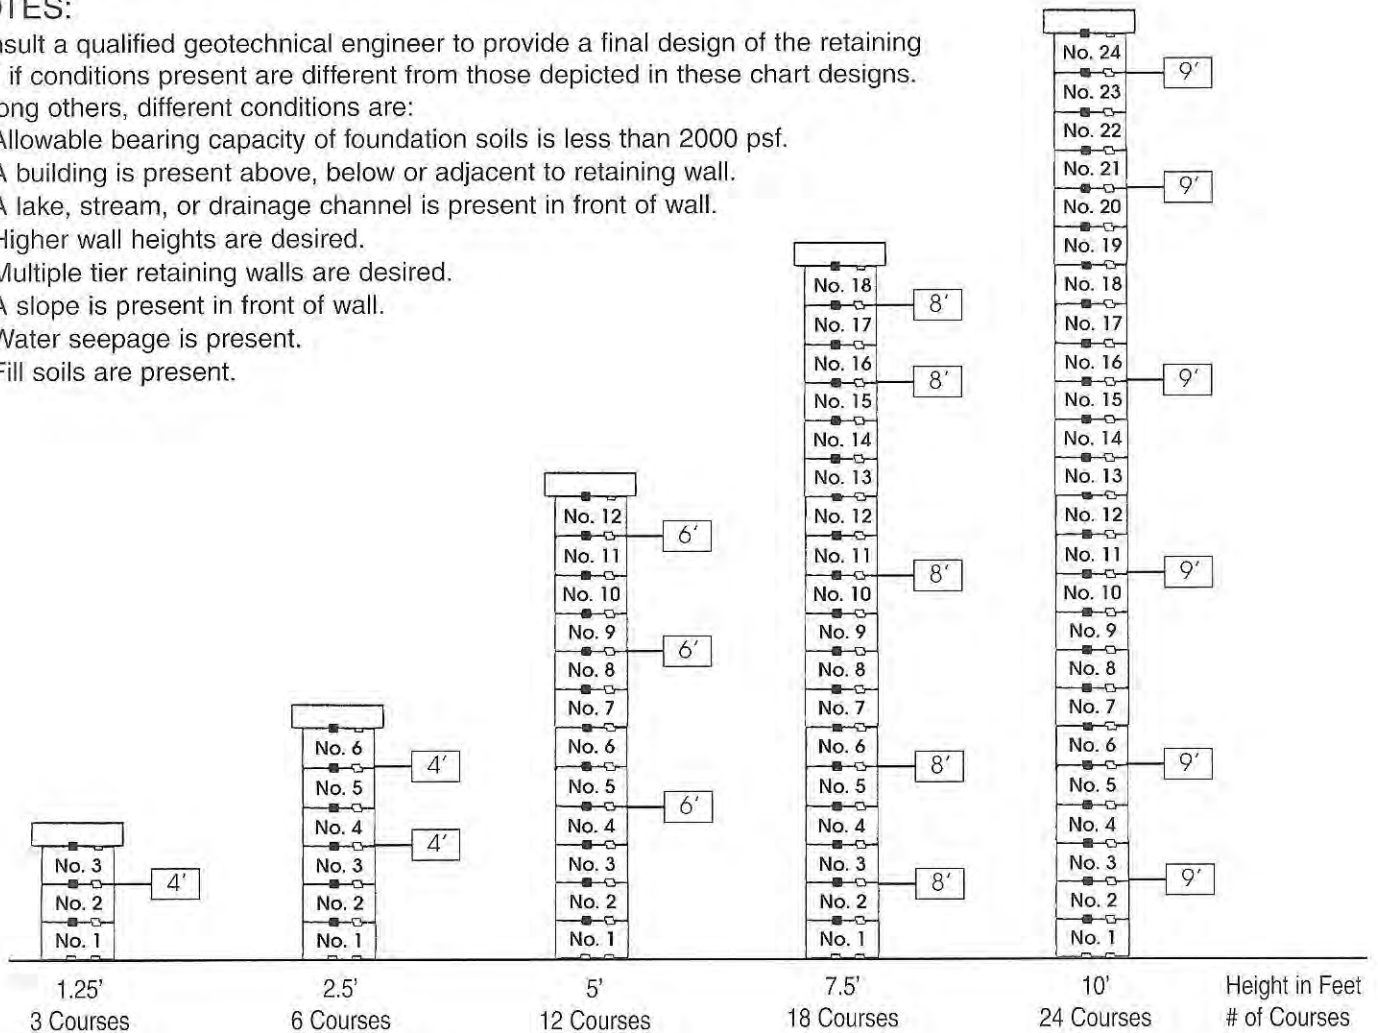 OTES:
nsult a qualified geotechnical engineer to provide a final design of the retaining
if conditions present are different from those depicted in these chart designs.
ong others, different conditions are:
Allowable bearing capacity of foundation soils is less than 2000 psf.
A building is present above, below or adjacent to retaining wall.
A lake, stream, or drainage channel is present in front of wall.
Higher wall heights are desired.
Multiple tier retaining walls are desired.
A slope is present in front of wall.
Water seepage is present.
Fill soils are present.
No. 3
4'
No. 2
No. 1
No. 6
4'
No. 5
No. 4
4'
No. 3
No. 2
No. 1
No. 12
6'
No. 11
No. 10
No. 9
6'
No. 8
No. 7
No. 6
No. 5
6'
No. 4
No. 3
No. 2
No. 1
No. 18
8'
No. 17
No. 16
8'
No. 15
No. 14
No. 13
No. 12
No. 11
8'
No. 10
No. 9
No. 8
No. 7
No. 6
8'
No. 5
No. 4
No. 3
8'
No. 2
No. 1
No. 24
9'
No. 23
No. 22
No. 21
9'
No. 20
No. 19
No. 18
No. 17
No. 16
9'
No. 15
No. 14
No. 13
No. 12
No. 11
9'
No. 10
No. 9
No. 8
No. 7
No. 6
9'
No. 5
No. 4
No. 3
9'
No. 2
No. 1
1.25' 2.5' 5' 7.5' 10' Height in Feet
3 Courses 6 Courses 12 Courses 18 Courses 24 Courses # of Courses